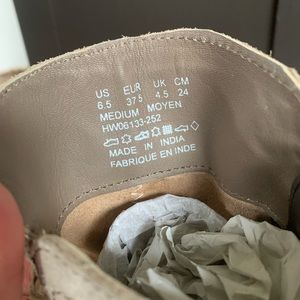 US EUR UK CM
6.5 37.5 4.5 24
MEDIUM MOYEN
HW06133-252
MADE IN INDIA
FABRIQUE EN INDE